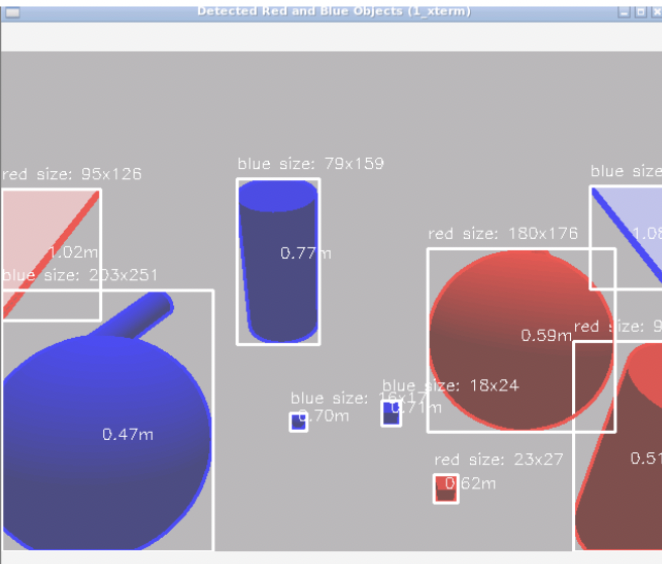 Detected Red and Blue Objects (1_xterm)
blue size: 79x159
red size: 95x126
blue size
0.77m
1.02m
1.08
red size: 180x176
blue size: 203x251
0.59m
red size: 9
blue size: 18x24
blue size: 16x17
0.71m
0.70m
0.47m
0.51
red size: 23x27
0.62m